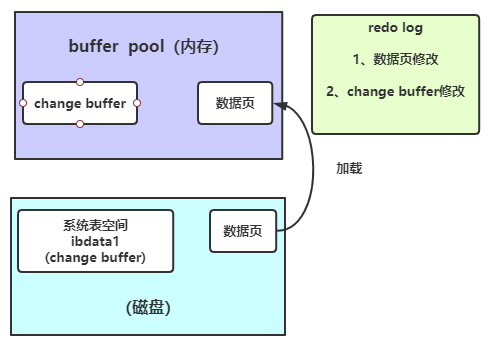 buffer pool（内存）
change buffer
数据页
redo log
1、数据页修改
2、change buffer修改
加载
系统表空间
ibdata1
(change buffer)
数据页
（磁盘）